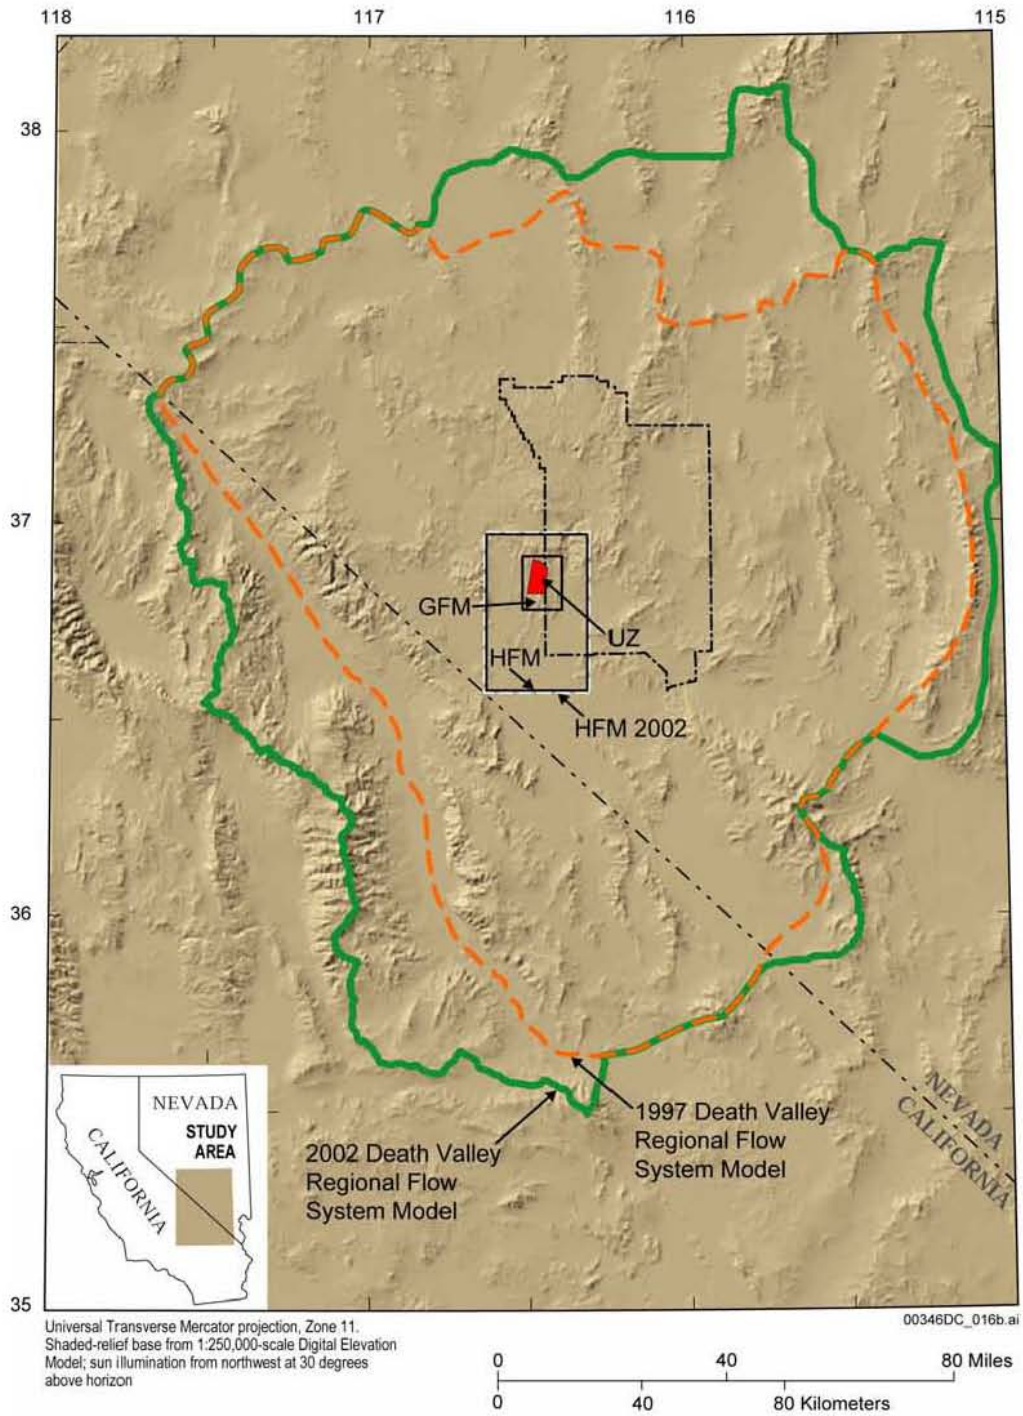 118
117
116
115
38
37
36
35
GFM
UZ
HFM
HFM 2002
NEVADA
CALIFORNIA
1997 Death Valley
Regional Flow
System Model
2002 Death Valley
Regional Flow
System Model
NEVADA
STUDY
AREA
CALIFORNIA
Universal Transverse Mercator projection, Zone 11.
Shaded-relief base from 1:250,000-scale Digital Elevation
Model; sun illumination from northwest at 30 degrees
above horizon
00346DC_016b.ai
0 40 80 Miles
0 40 80 Kilometers